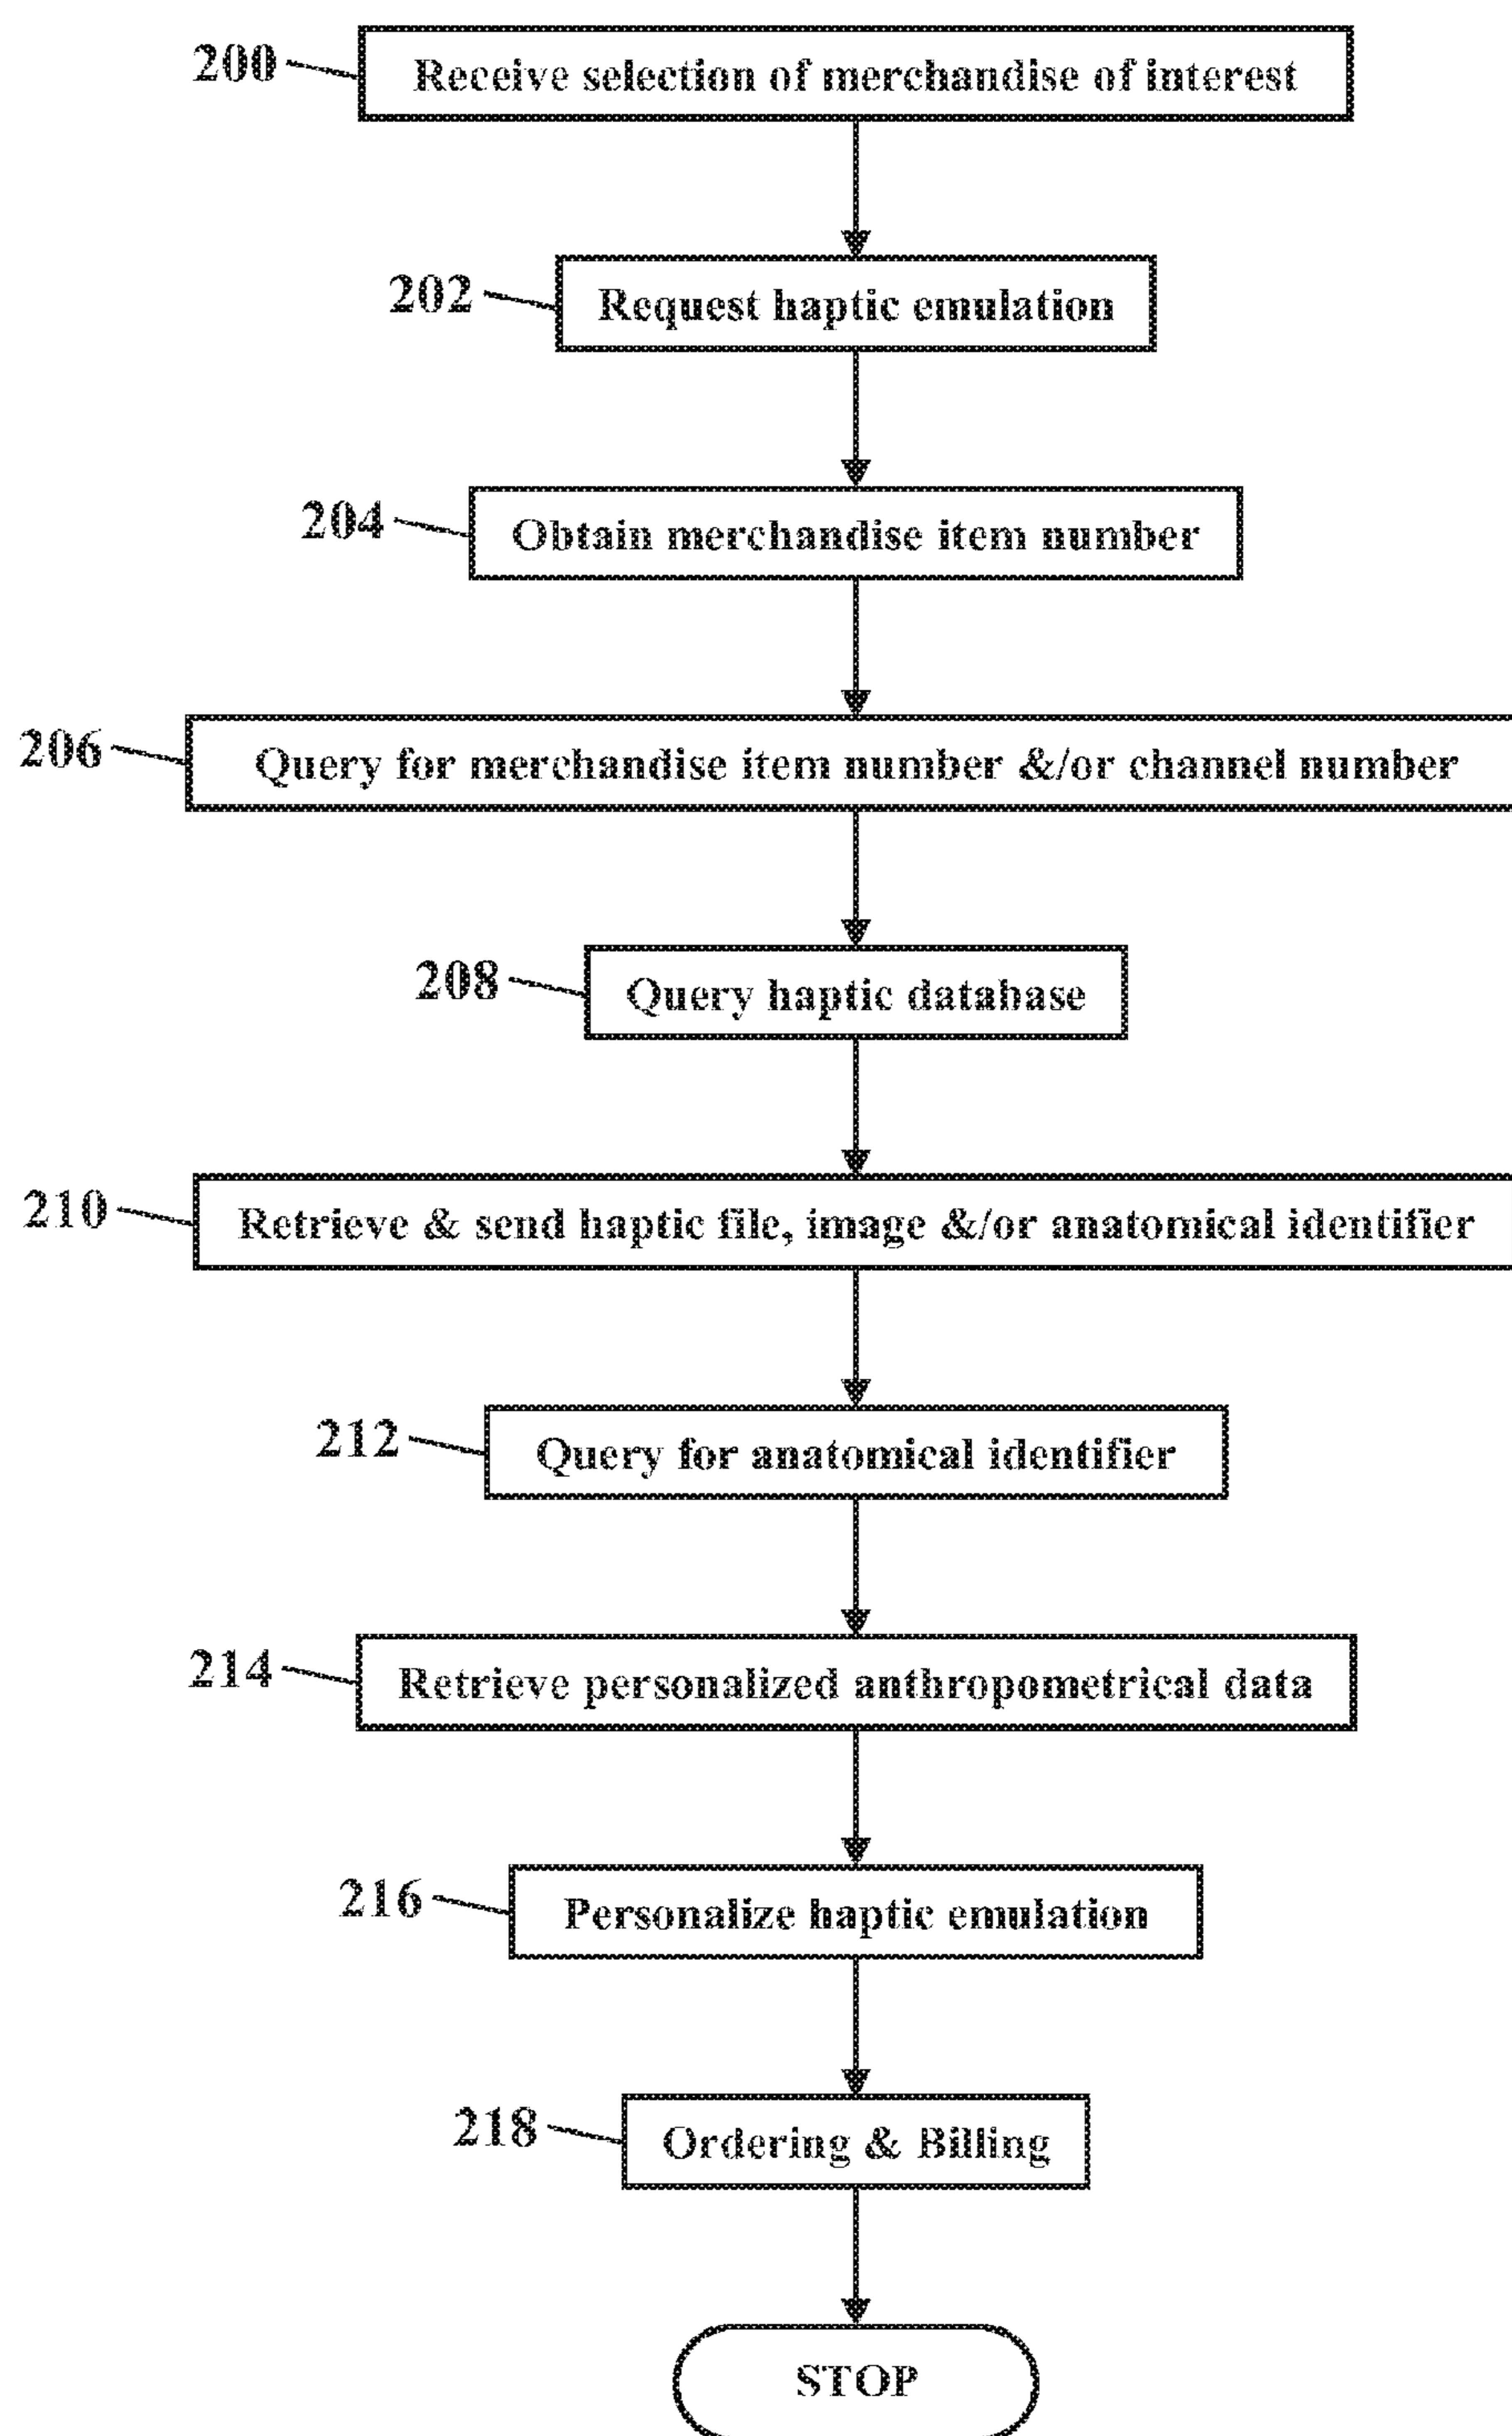 200 Receive selection of merchandise of interest
202 Request haptic emulation
204 Obtain merchandise item number
206 Query for merchandise item number &/or channel number
208 Query haptic database
210 Retrieve & send haptic file, image &/or anatomical identifier
212 Query for anatomical identifier
214 Retrieve personalized anthropometrical data
216 Personalize haptic emulation
218 Ordering & Billing
STOP